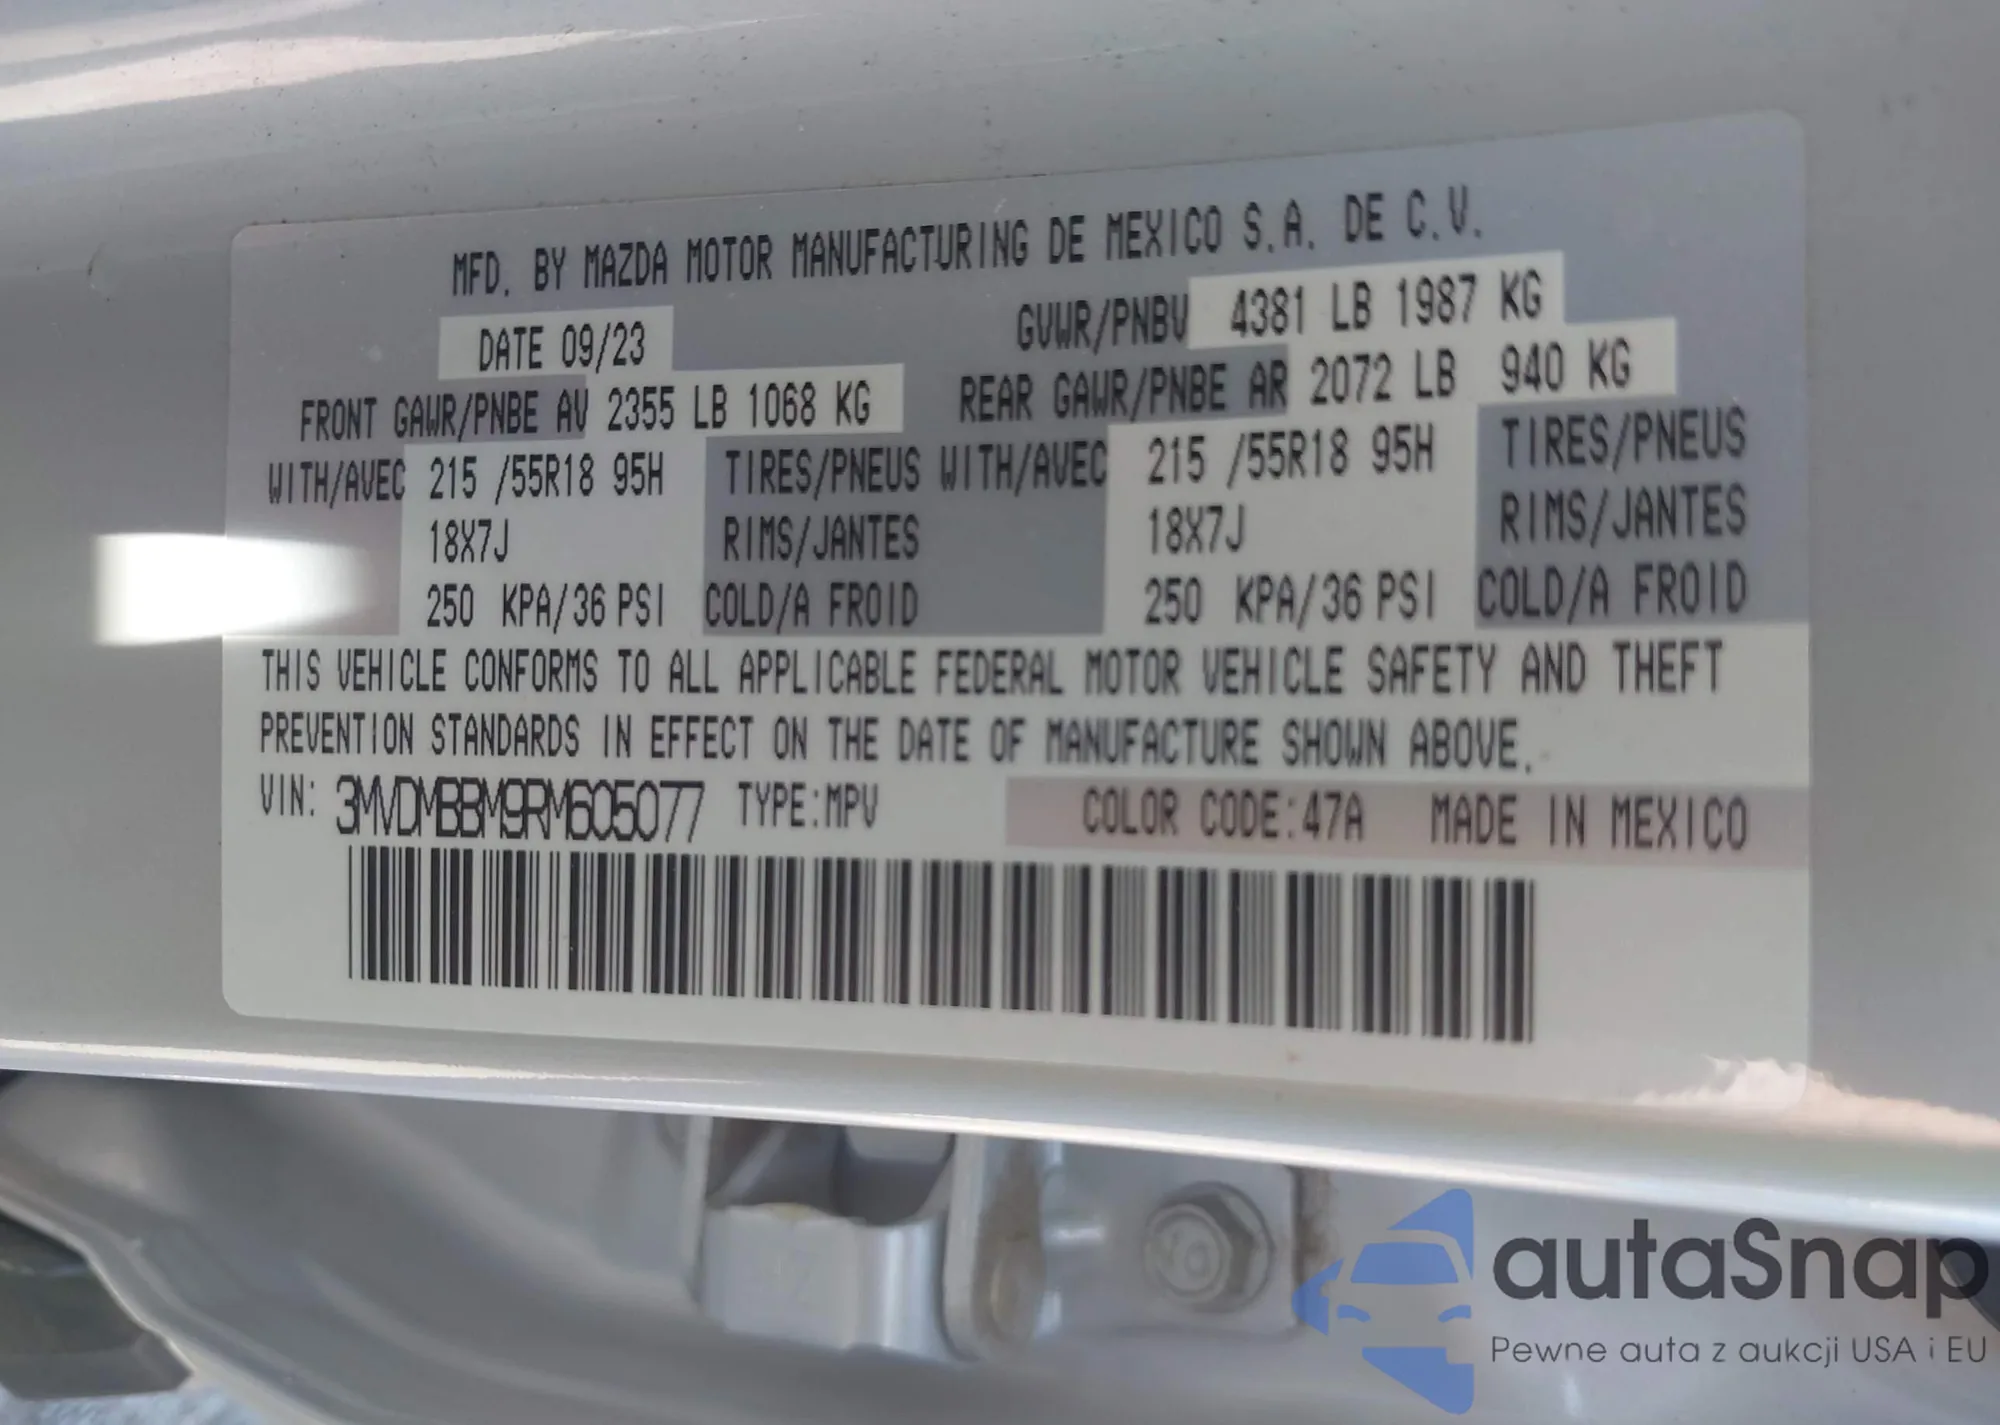 MFD. BY MAZDA MOTOR MANUFACTURING DE MEXICO S.A. DE C.V.
DATE 09/23 GVWR/PNBV 4381 LB 1987 KG
FRONT GAWR/PNBE AV 2355 LB 1068 KG REAR GAWR/PNBE AR 2072 LB 940 KG
WITH/AVEC 215 /55R18 95H TIRES/PNEUS WITH/AVEC 215 /55R18 95H TIRES/PNEUS
18X7J RIMS/JANTES 18X7J RIMS/JANTES
250 KPA/36 PSI COLD/A FROID 250 KPA/36 PSI COLD/A FROID
THIS VEHICLE CONFORMS TO ALL APPLICABLE FEDERAL MOTOR VEHICLE SAFETY AND THEFT
PREVENTION STANDARDS IN EFFECT ON THE DATE OF MANUFACTURE SHOWN ABOVE.
VIN: 3MVDMBBM9RM605077 TYPE:MPV COLOR CODE:47A MADE IN MEXICO
autaSnap
Pewne auta z aukcji USA i EU